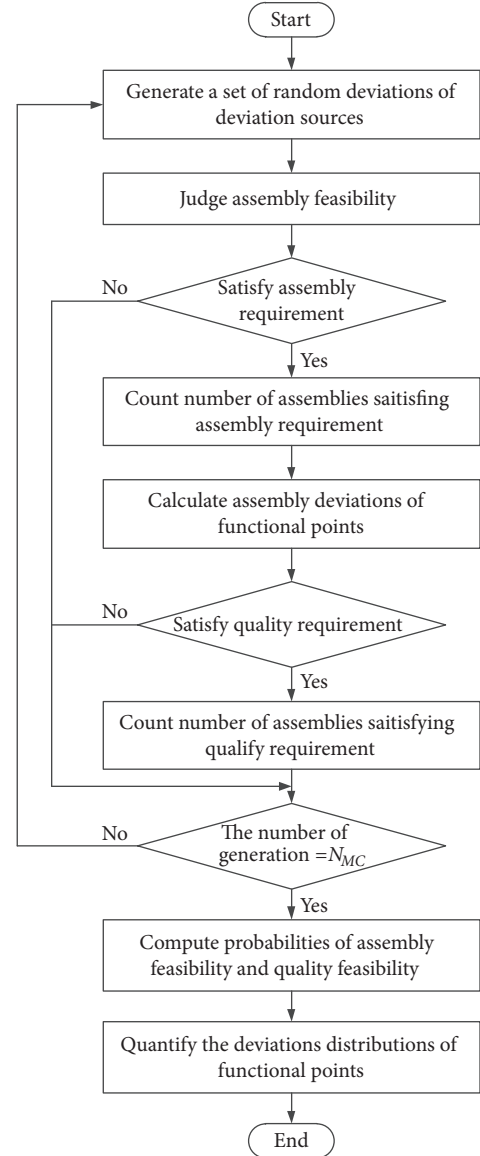 Start
Generate a set of random deviations of
deviation sources
Judge assembly feasibility
No
Satisfy assembly
requirement
Yes
Count number of assemblies saitisfing
assembly requirement
Calculate assembly deviations of
functional points
No
Satisfy quality requirement
Yes
Count number of assemblies saitisfying
qualify requirement
No
The number of
generation =N_MC
Yes
Compute probabilities of assembly
feasibility and quality feasibility
Quantify the deviations distributions of
functional points
End